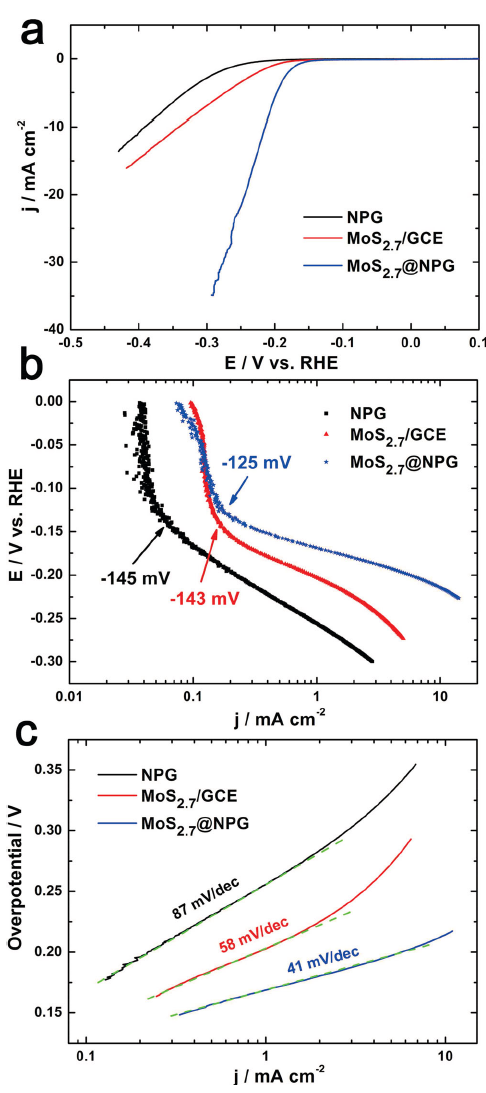 a
j / mA cm-2
0
-10
-20
-30
-40
NPG
MoS2.7/GCE
MoS2.7@NPG
-0.5 -0.4 -0.3 -0.2 -0.1 0.0 0.1
E / V vs. RHE
b
E / V vs. RHE
0.00
-0.05
-0.10
-0.15
-0.20
-0.25
-0.30
NPG
MoS2.7/GCE
MoS2.7@NPG
-125 mV
-145 mV
-143 mV
0.01 0.1 1 10
j / mA cm-2
c
Overpotential / V
0.35
0.30
0.25
0.20
0.15
NPG
MoS2.7/GCE
MoS2.7@NPG
87 mV/dec
58 mV/dec
41 mV/dec
0.1 1 10
j / mA cm-2